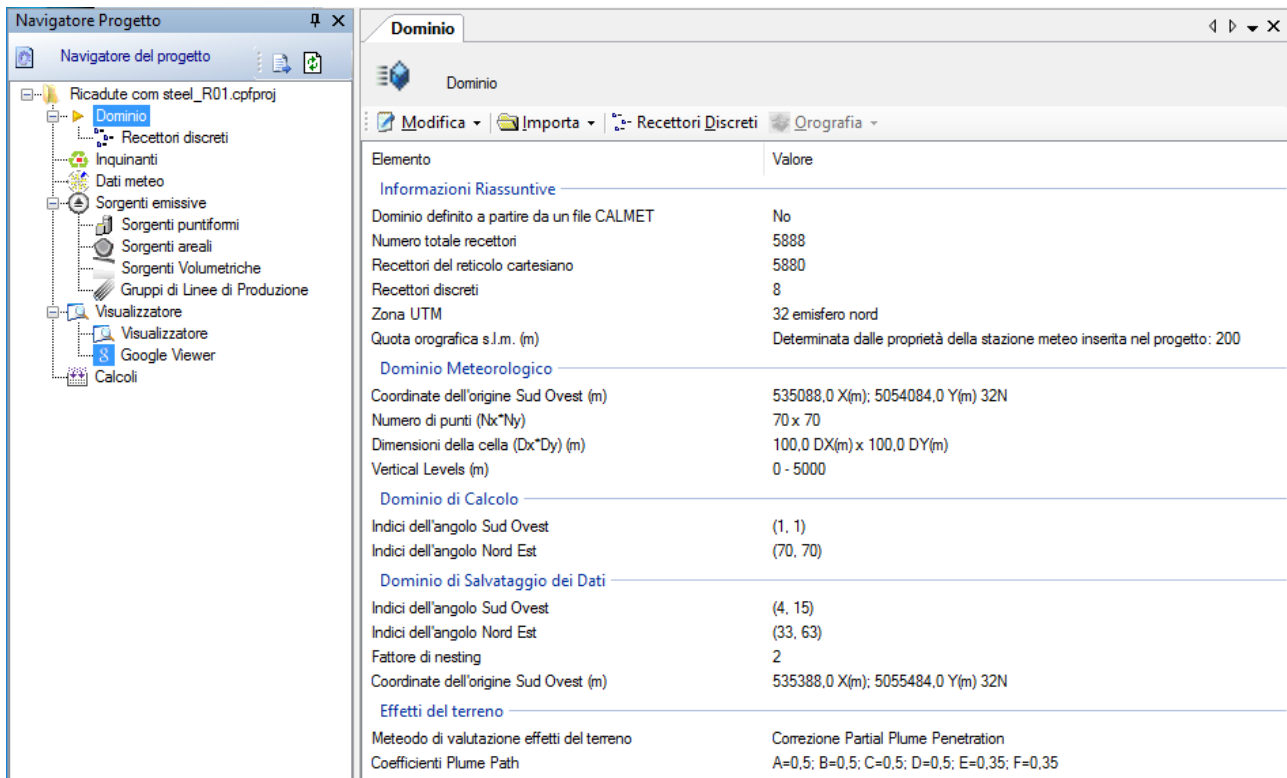 Navigatore Progetto
Navigatore del progetto
Ricadute com steel_R01.cpfproj
Dominio
Recettori discreti
Inquinanti
Dati meteo
Sorgenti emissive
Sorgenti puntiformi
Sorgenti areali
Sorgenti Volumetriche
Gruppi di Linee di Produzione
Visualizzatore
Visualizzatore
Google Viewer
Calcoli
Dominio
Dominio
Modifica Importa Recettori Discreti Orografia
Elemento Valore
Informazioni Riassuntive
Dominio definito a partire da un file CALMET No
Numero totale recettori 5888
Recettori del reticolo cartesiano 5880
Recettori discreti 8
Zona UTM 32 emisfero nord
Quota orografica s.l.m. (m) Determinata dalle proprietà della stazione meteo inserita nel progetto: 200
Dominio Meteorologico
Coordinate dell'origine Sud Ovest (m) 535088,0 X(m); 5054084,0 Y(m) 32N
Numero di punti (Nx*Ny) 70 x 70
Dimensioni della cella (Dx*Dy) (m) 100,0 DX(m) x 100,0 DY(m)
Vertical Levels (m) 0 - 5000
Dominio di Calcolo
Indici dell'angolo Sud Ovest (1, 1)
Indici dell'angolo Nord Est (70, 70)
Dominio di Salvataggio dei Dati
Indici dell'angolo Sud Ovest (4, 15)
Indici dell'angolo Nord Est (33, 63)
Fattore di nesting 2
Coordinate dell'origine Sud Ovest (m) 535388,0 X(m); 5055484,0 Y(m) 32N
Effetti del terreno
Meteodo di valutazione effetti del terreno Correzione Partial Plume Penetration
Coefficienti Plume Path A=0,5; B=0,5; C=0,5; D=0,5; E=0,35; F=0,35